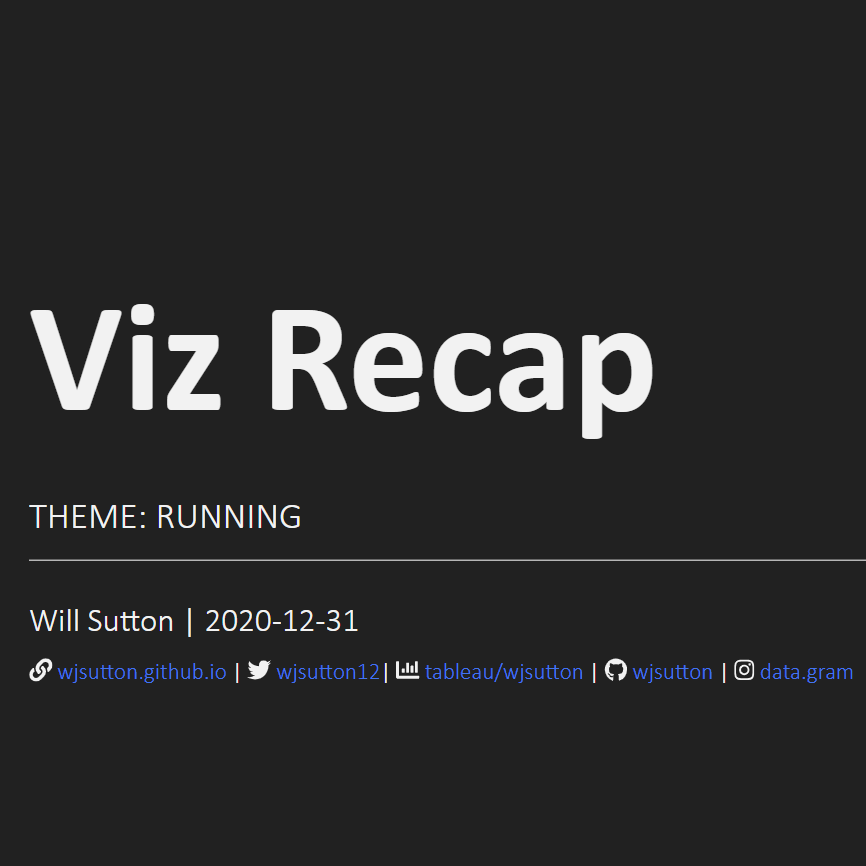 Viz Recap
THEME: RUNNING
Will Sutton | 2020-12-31
wjsutton.github.io | wjsutton12| tableau/wjsutton | wjsutton | data.gram